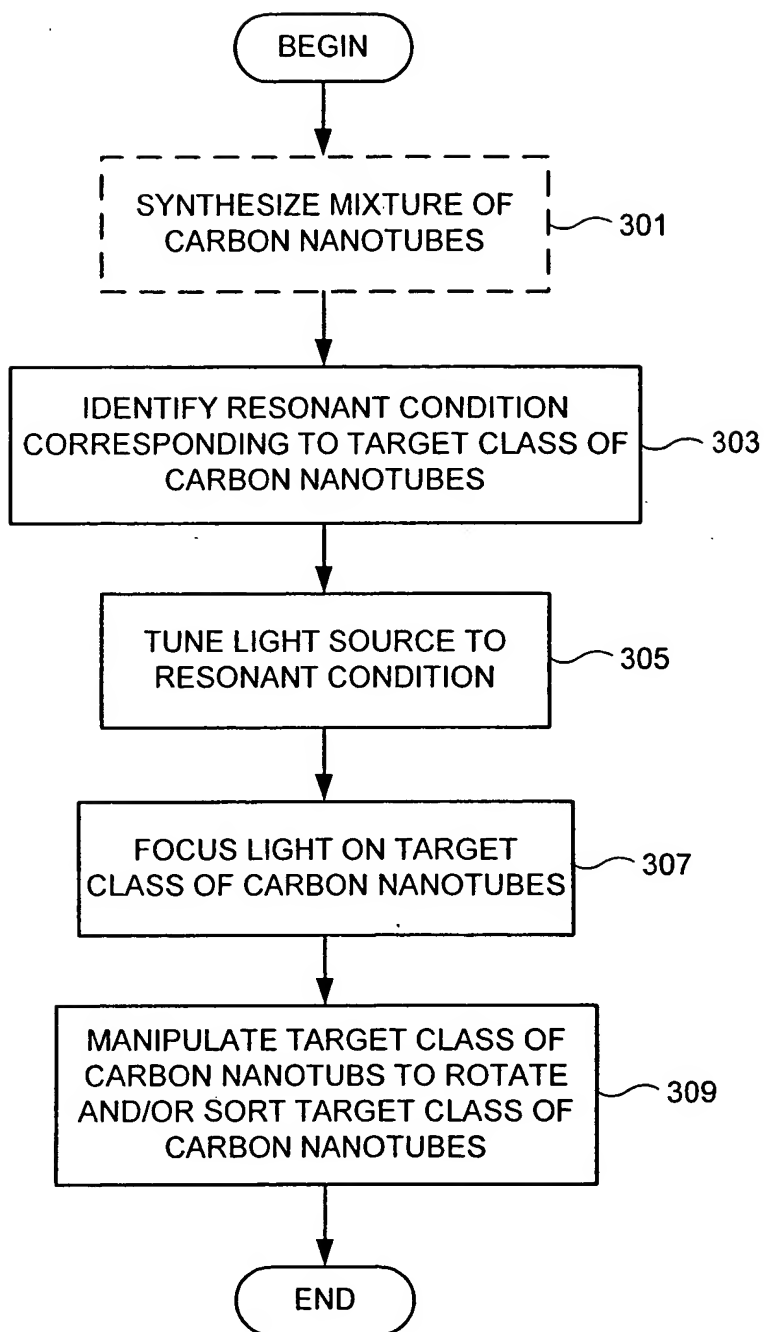 BEGIN
SYNTHESIZE MIXTURE OF
CARBON NANOTUBES
301
IDENTIFY RESONANT CONDITION
CORRESPONDING TO TARGET CLASS OF
CARBON NANOTUBES
303
TUNE LIGHT SOURCE TO
RESONANT CONDITION
305
FOCUS LIGHT ON TARGET
CLASS OF CARBON NANOTUBES
307
MANIPULATE TARGET CLASS OF
CARBON NANOTUBS TO ROTATE
AND/OR SORT TARGET CLASS OF
CARBON NANOTUBES
309
END